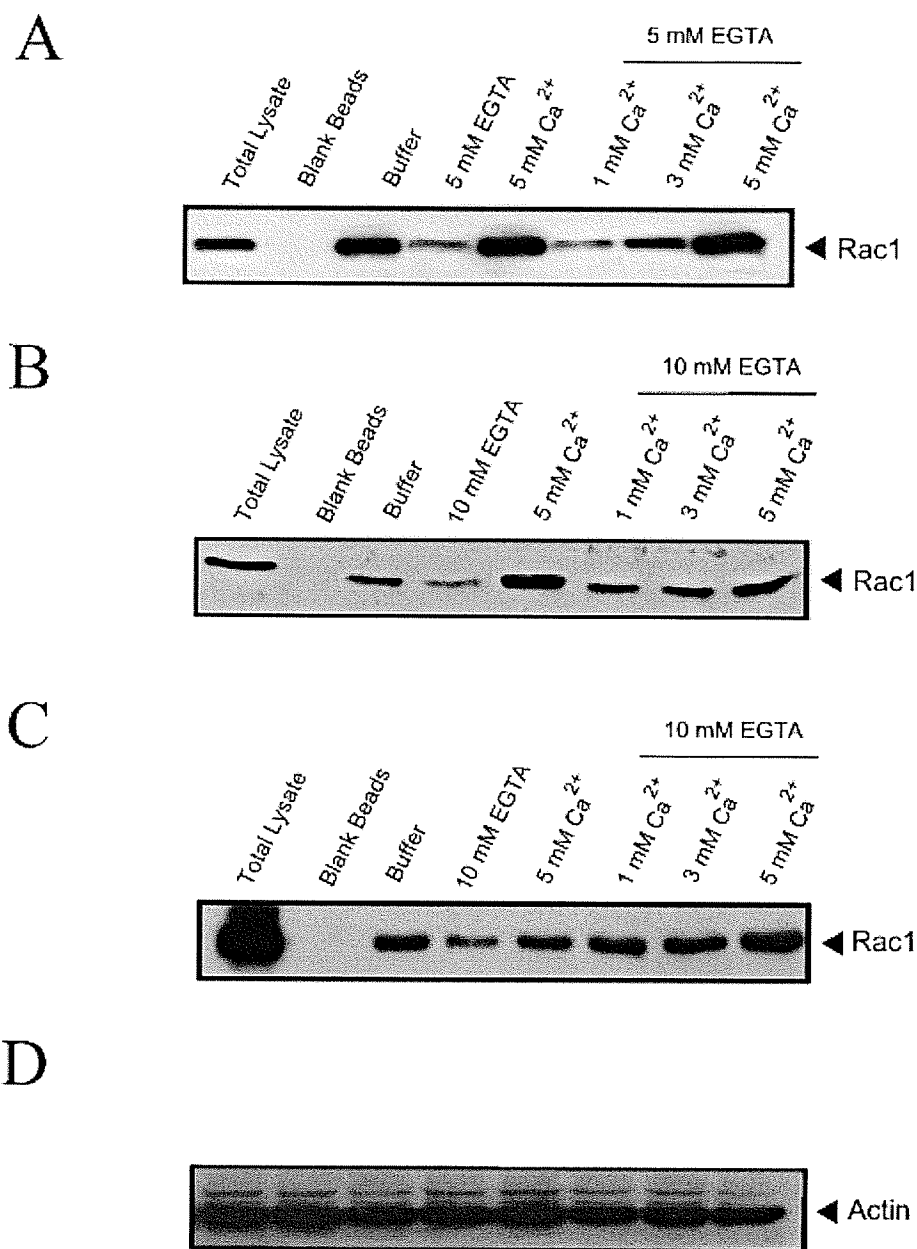 A
5 mM EGTA
Total Lysate
Blank Beads
Buffer
5 mM EGTA
5 mM Ca2+
1 mM Ca2+
3 mM Ca2+
5 mM Ca2+
Rac1
B
10 mM EGTA
Total Lysate
Blank Beads
Buffer
10 mM EGTA
5 mM Ca2+
1 mM Ca2+
3 mM Ca2+
5 mM Ca2+
Rac1
C
10 mM EGTA
Total Lysate
Blank Beads
Buffer
10 mM EGTA
5 mM Ca2+
1 mM Ca2+
3 mM Ca2+
5 mM Ca2+
Rac1
D
Actin